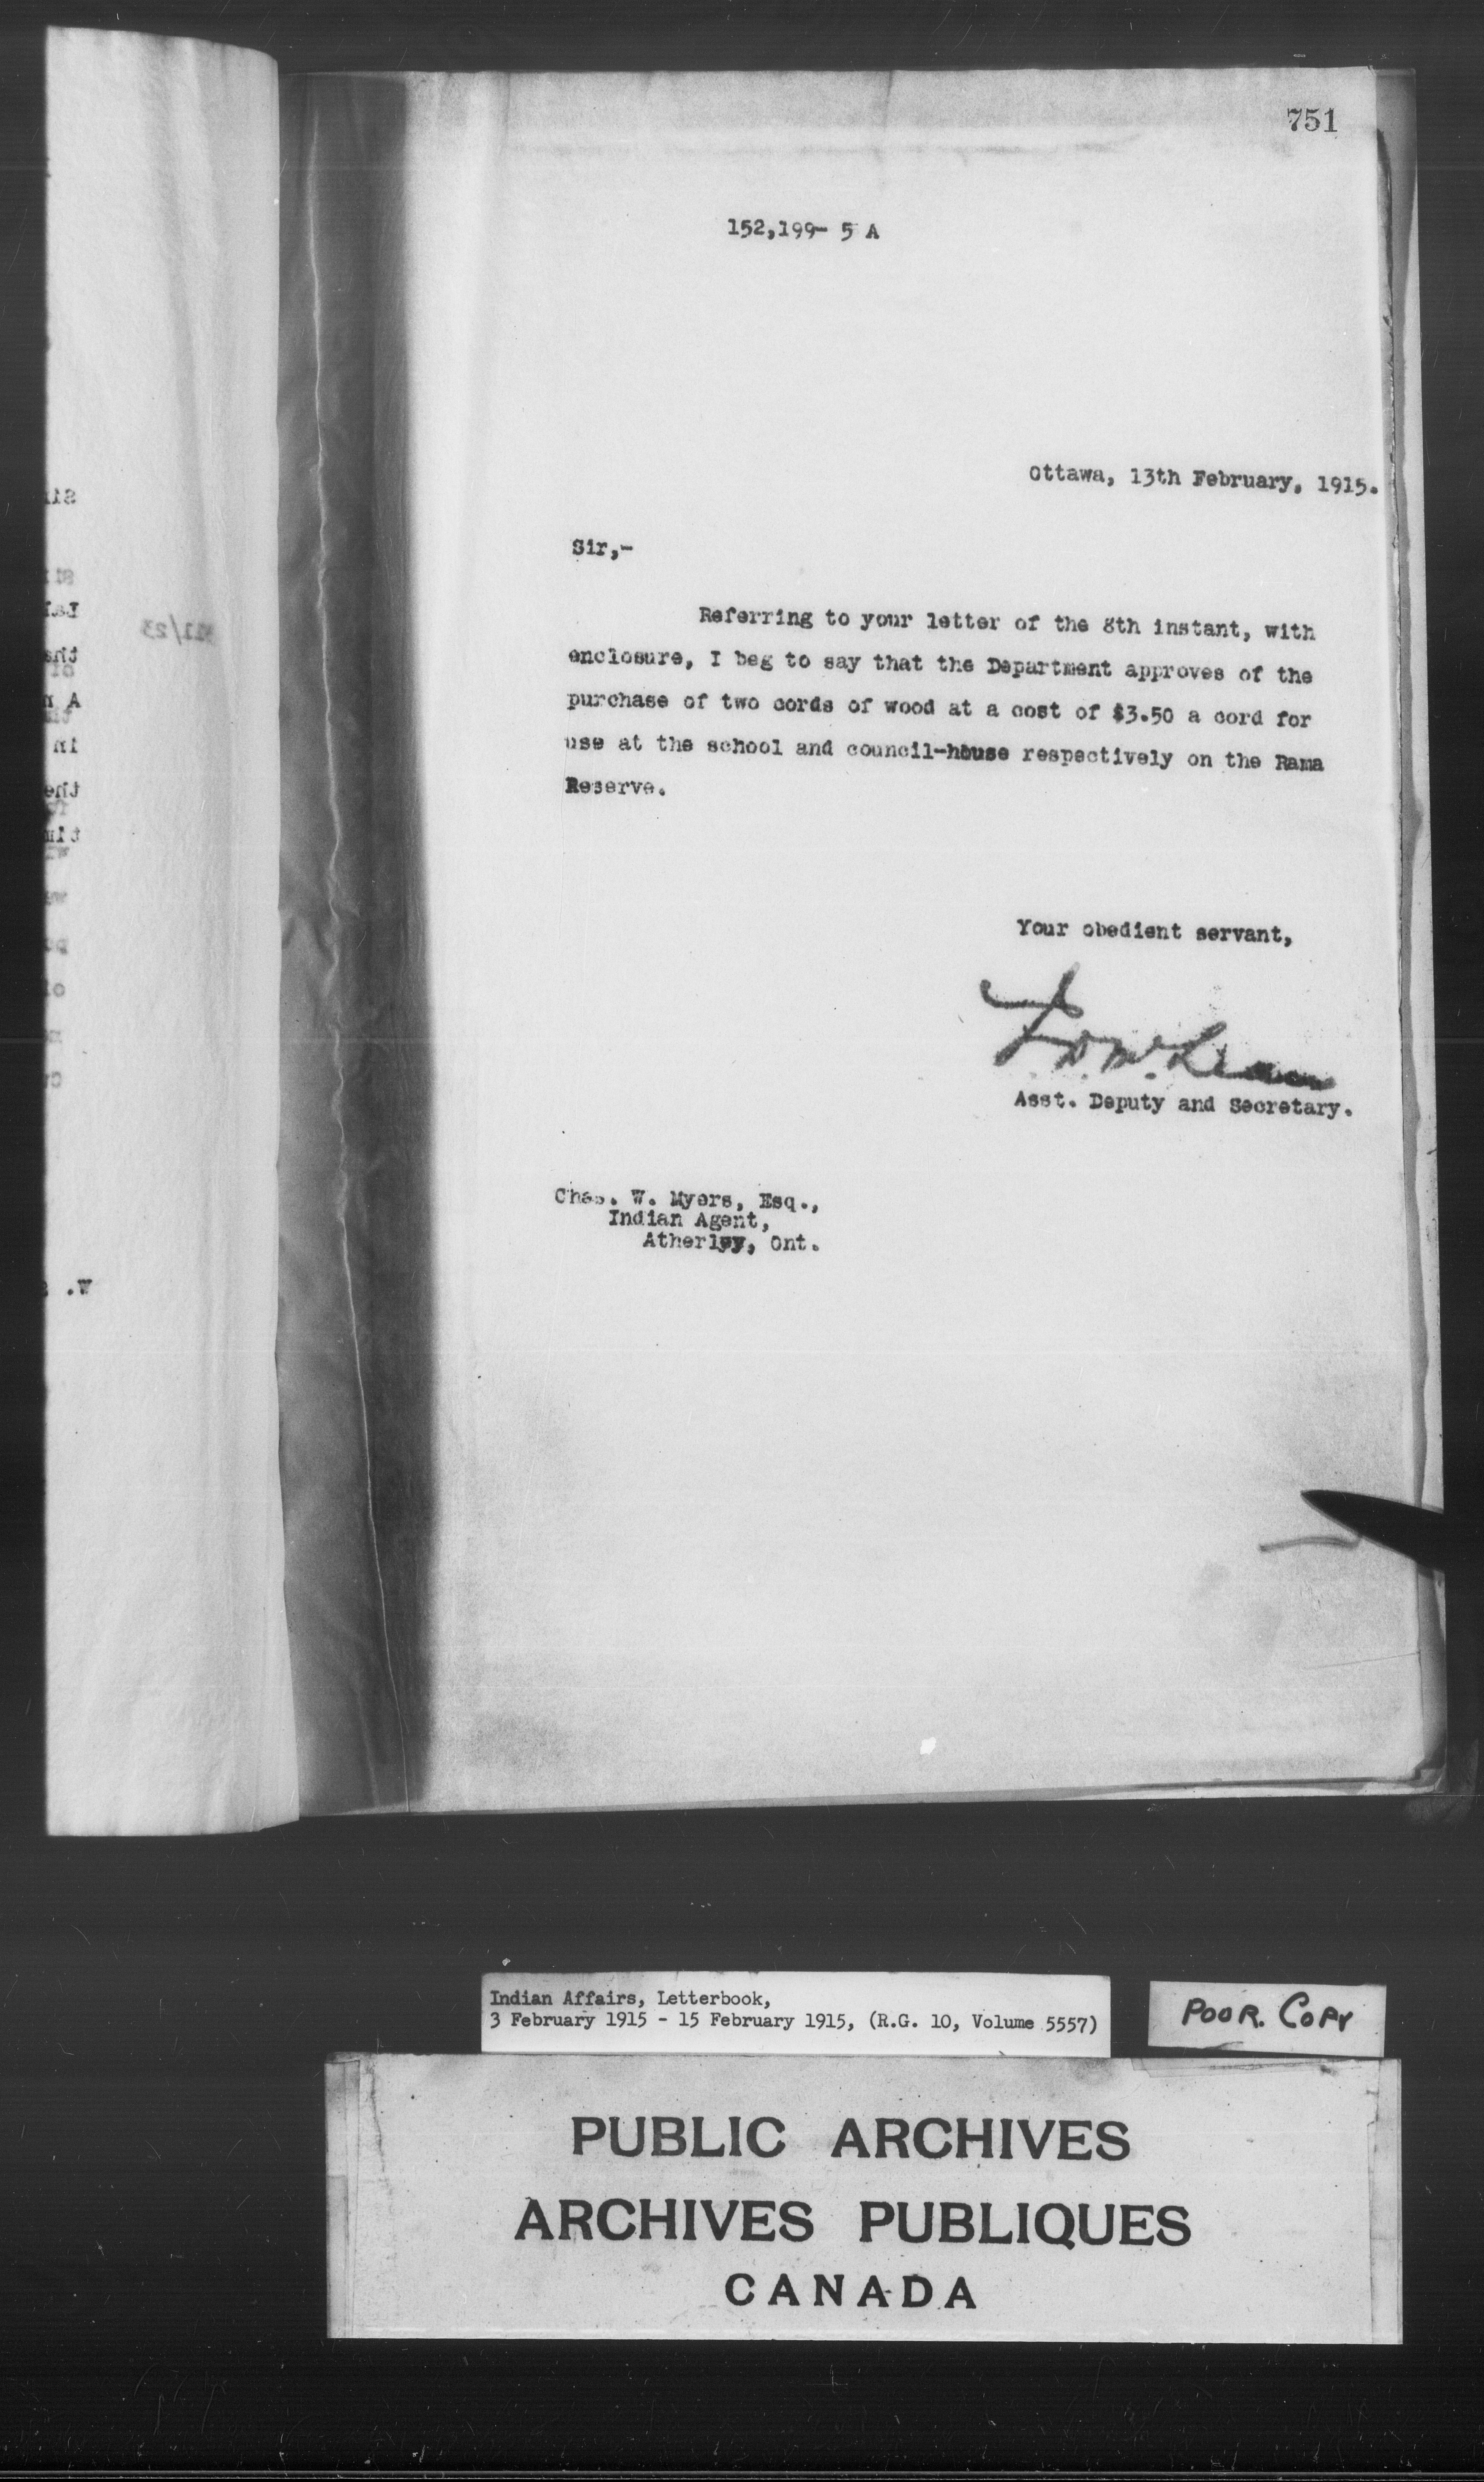 751
152,199- 5 A
Ottawa, 13th February, 1915.
Sir,-
Referring to your letter of the 8th instant, with
enclosure, I beg to say that the Department approves of the
purchase of two cords of wood at a cost of $3.50 a cord for
use at the school and council-house respectively on the Rama
Reserve.
Your obedient servant,
J. D. McLean
Asst. Deputy and Secretary.
Chas. W. Myers, Esq.,
Indian Agent,
Atherley, Ont.
Indian Affairs, Letterbook,
3 February 1915 - 15 February 1915, (R.G. 10, Volume 5557)
POOR. COPY
PUBLIC ARCHIVES
ARCHIVES PUBLIQUES
CANADA